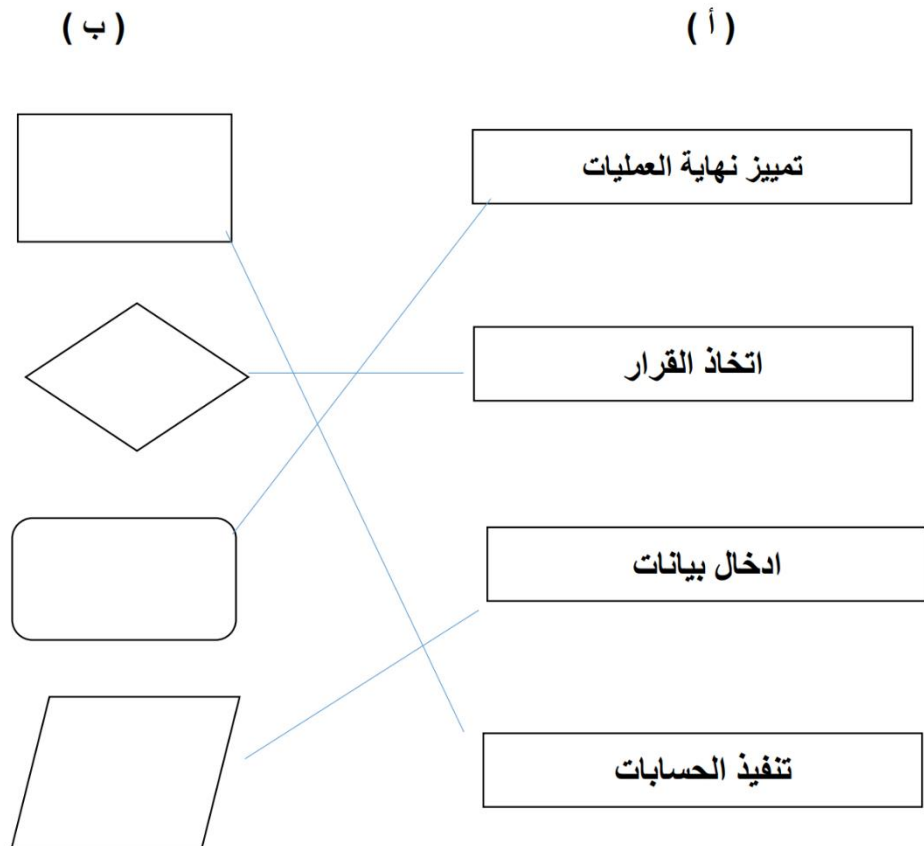 ( أ )
( ب )
تمييز نهاية العمليات
اتخاذ القرار
ادخال بيانات
تنفيذ الحسابات